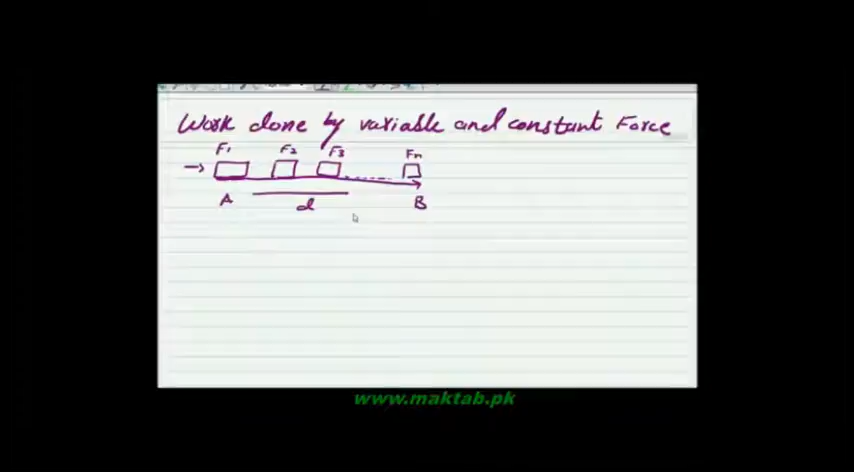 Work done by variable and constant Force
F1 F2 F3 Fn
A d B
www.maktab.pk